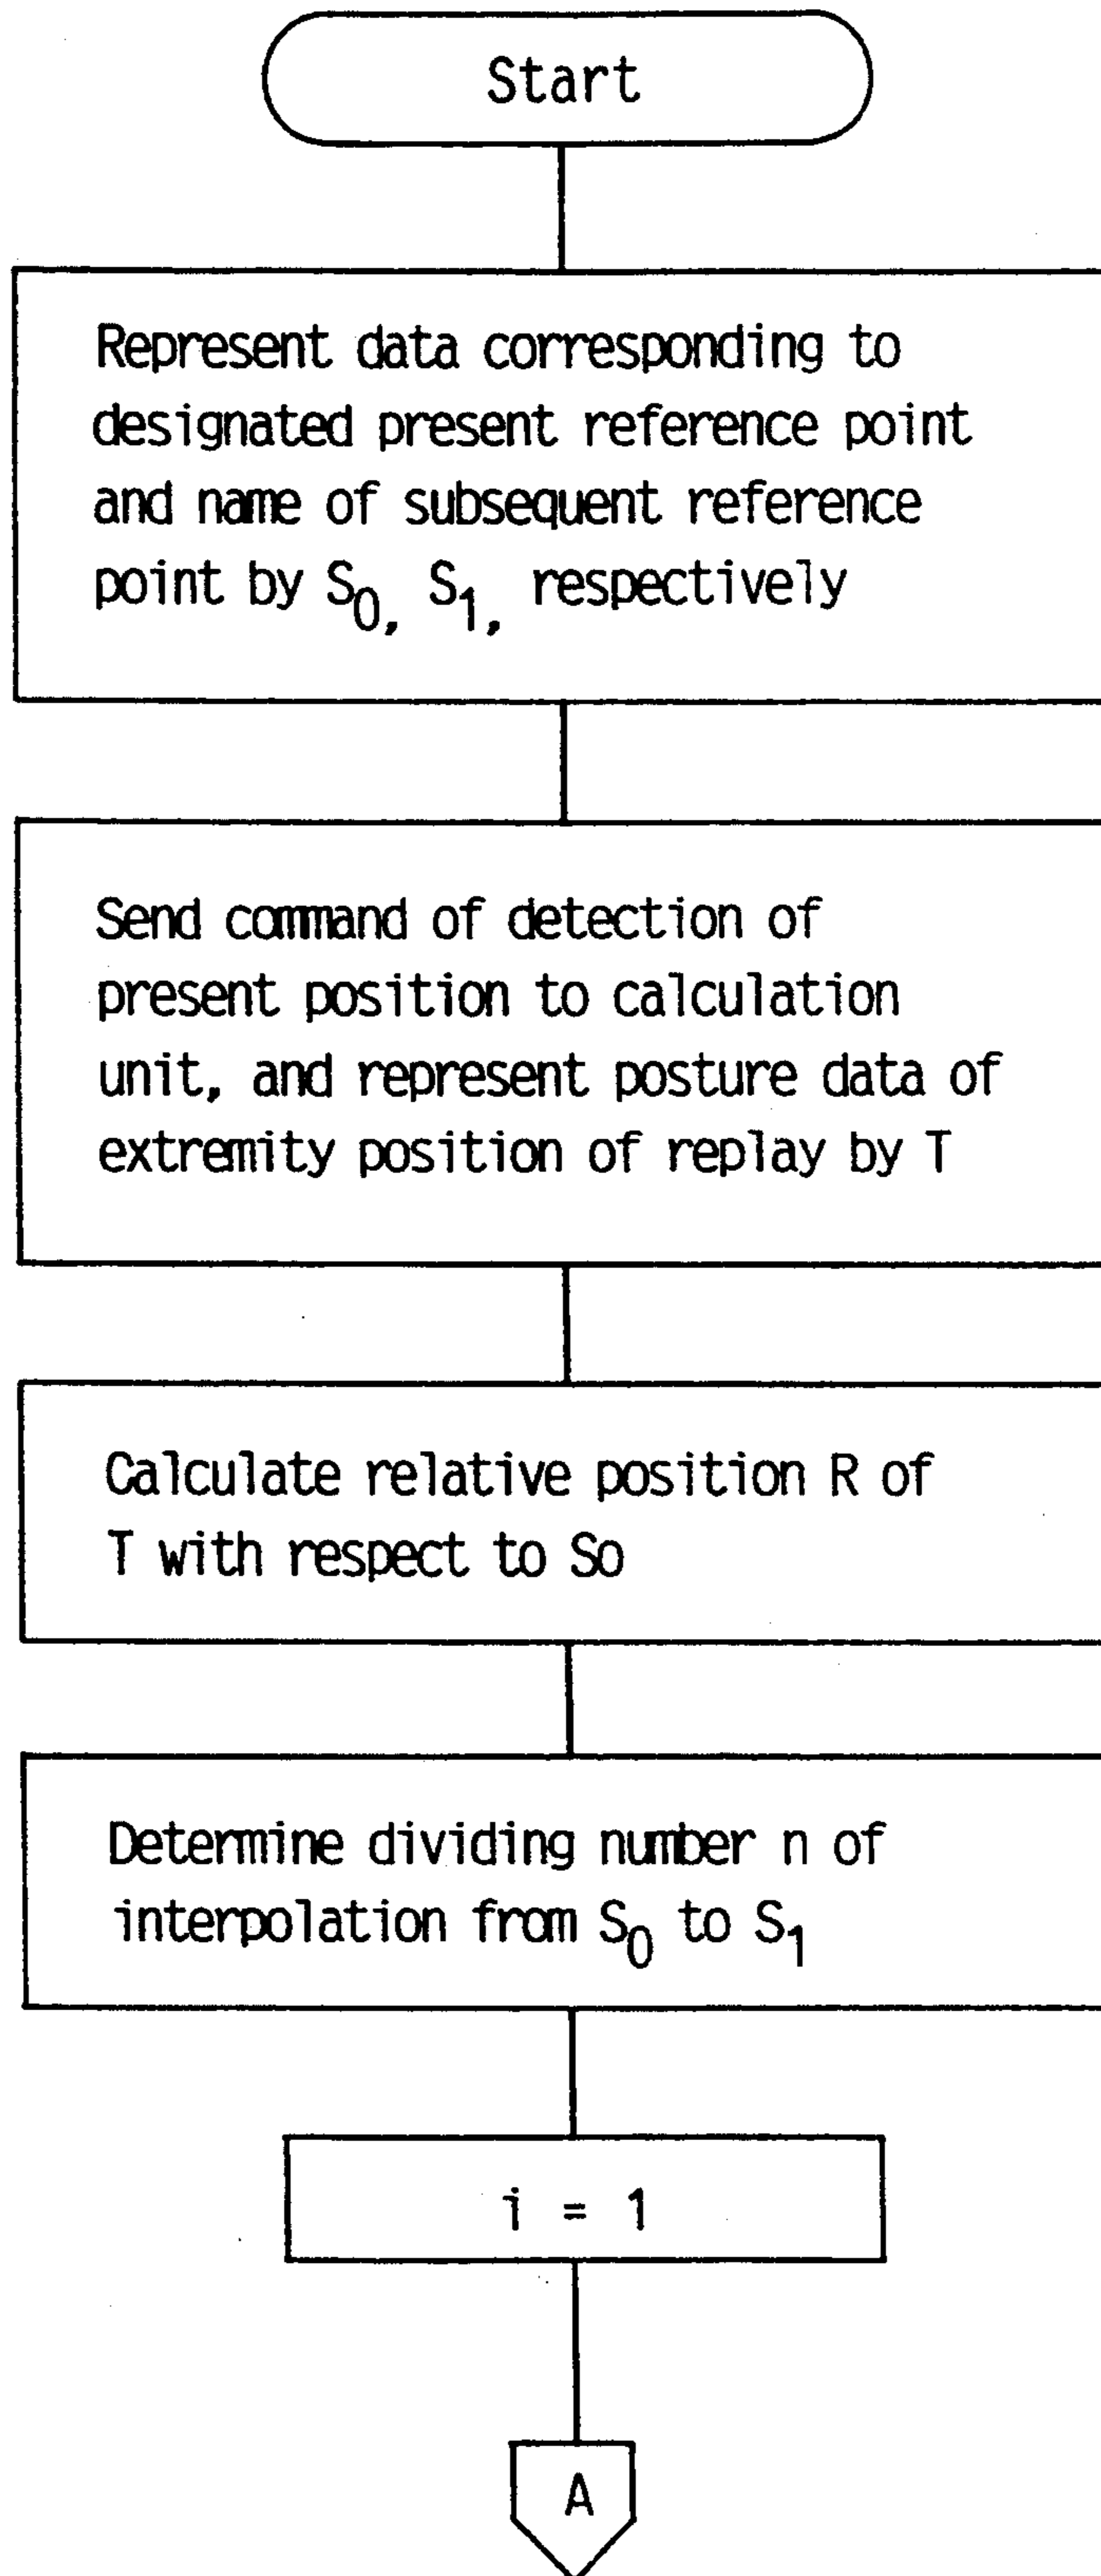 Start
Represent data corresponding to
designated present reference point
and name of subsequent reference
point by S₀, S₁, respectively
Send command of detection of
present position to calculation
unit, and represent posture data of
extremity position of replay by T
Calculate relative position R of
T with respect to So
Determine dividing number n of
interpolation from S₀ to S₁
i = 1
A